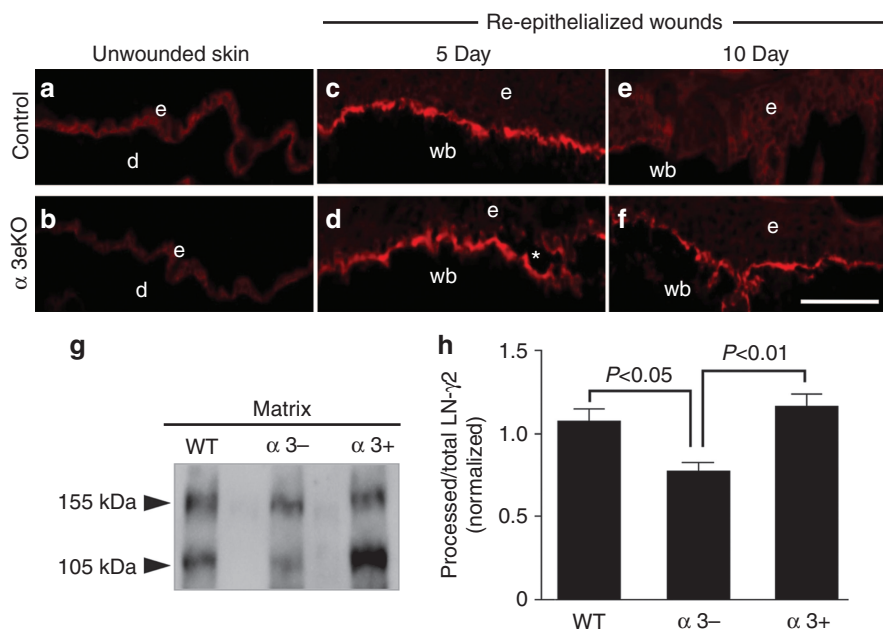 Re-epithelialized wounds
Unwounded skin
5 Day
10 Day
Control
a
e
d
c
e
wb
e
e
wb
α 3eKO
b
e
d
d
e
*
wb
f
e
wb
g
Matrix
WT
α 3–
α 3+
155 kDa
105 kDa
h
Processed/total LN-γ2
(normalized)
1.5
1.0
0.5
0
P<0.05
P<0.01
WT
α 3–
α 3+